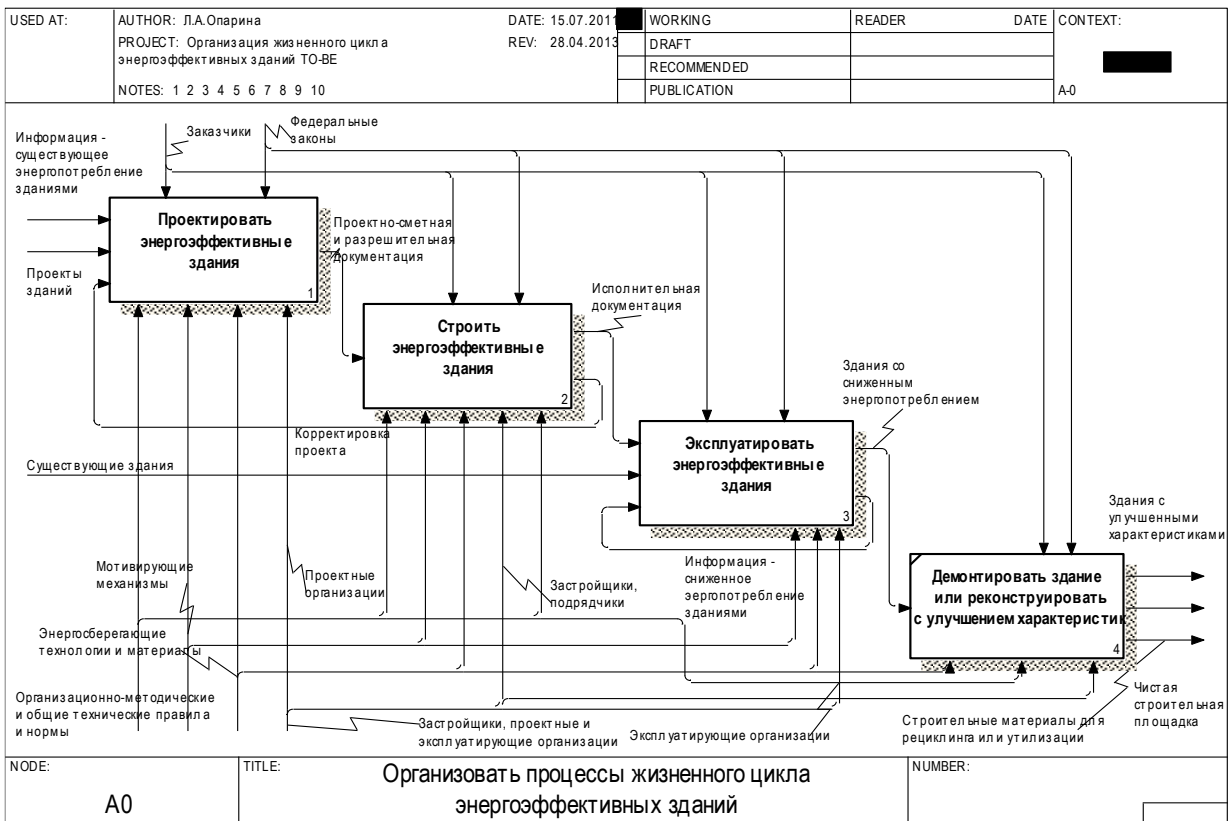 USED AT:
AUTHOR: Л.А.Опарина
DATE: 15.07.2011
REV: 28.04.2013
PROJECT: Организация жизненного цикла
энергоэффективных зданий TO-BE
NOTES: 1 2 3 4 5 6 7 8 9 10
WORKING
DRAFT
RECOMMENDED
PUBLICATION
READER
DATE
CONTEXT:
A-0
Информация -
существующее
энергопотребление
зданиями
Заказчики
Федеральные
законы
Проектировать
энергоэффективные
здания
1
Проекты
зданий
Проектно-сметная
и разрешительная
документация
Строить
энергоэффективные
здания
2
Исполнительная
документация
Корректировка
проекта
Существующие здания
Эксплуатировать
энергоэффективные
здания
3
Здания со
сниженным
энергопотреблением
Информация -
сниженное
эергопотребление
зданиями
Демонтировать здание
или реконструировать
с улучшением характеристик
4
Здания с
улучшенными
характеристиками
Мотивирующие
механизмы
Проектные
организации
Застройщики,
подрядчики
Энергосберегающие
технологии и материалы
Организационно-методические
и общие технические правила
и нормы
Застройщики, проектные и
эксплуатирующие организации
Эксплуатирующие организации
Строительные материалы для
рециклинга или утилизации
Чистая
строительная
площадка
NODE:
A0
TITLE:
Организовать процессы жизненного цикла
энергоэффективных зданий
NUMBER: